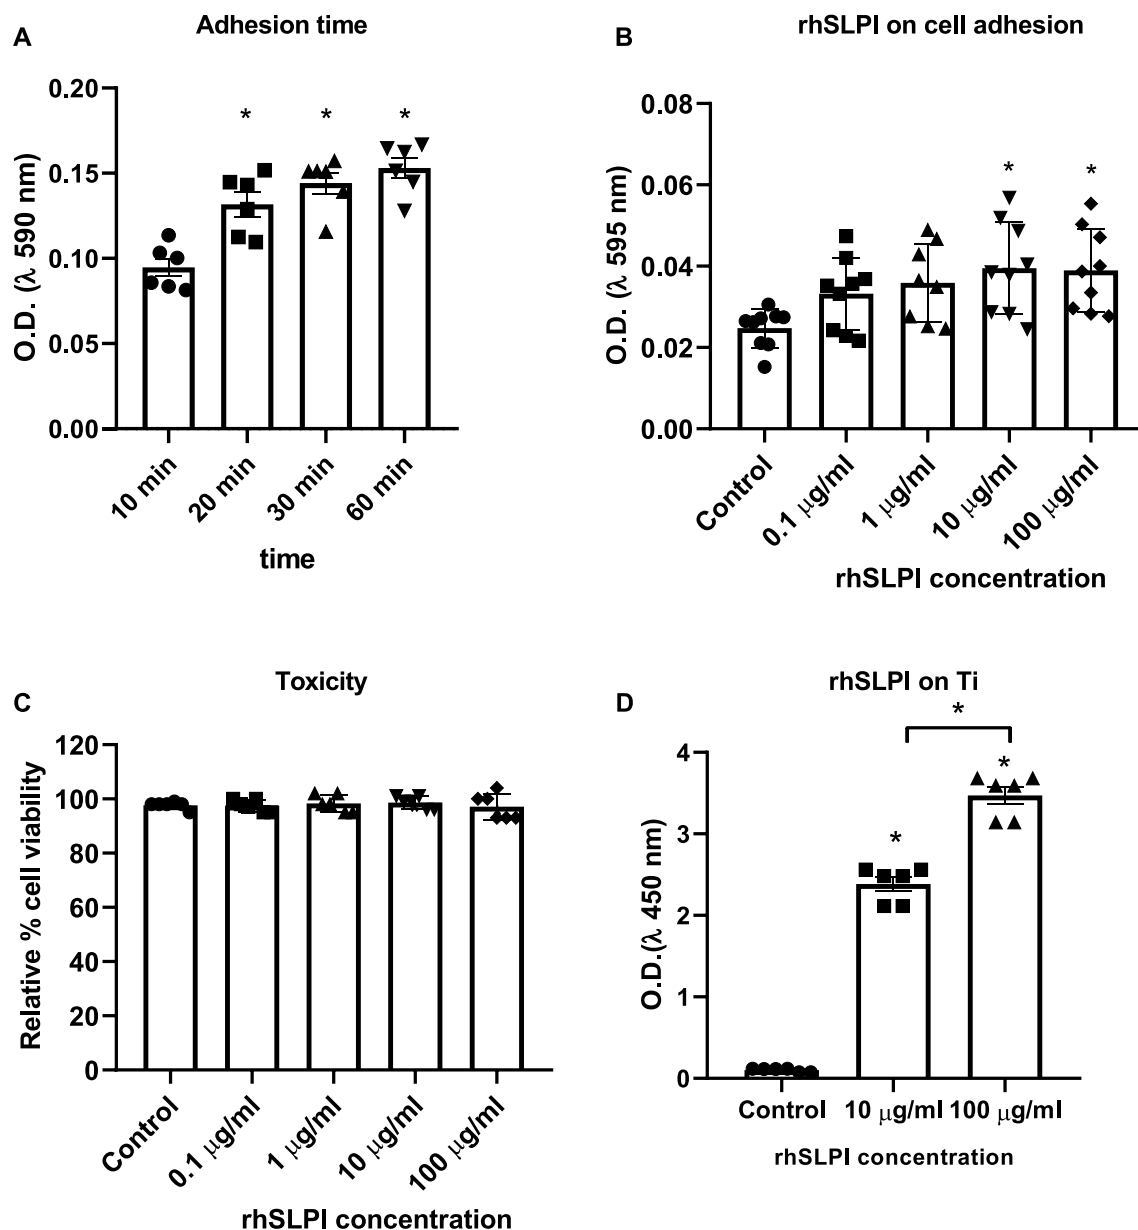 A
Adhesion time
O.D. (λ 590 nm)
0.20
0.15
0.10
0.05
0.00
* * *
10 min
20 min
30 min
60 min
time
B
rhSLPI on cell adhesion
O.D. (λ 595 nm)
0.08
0.06
0.04
0.02
0.00
* *
Control
0.1 μg/ml
1 μg/ml
10 μg/ml
100 μg/ml
rhSLPI concentration
C
Toxicity
Relative % cell viability
120
100
80
60
40
20
0
Control
0.1 μg/ml
1 μg/ml
10 μg/ml
100 μg/ml
rhSLPI concentration
D
rhSLPI on Ti
O.D.(λ 450 nm)
4
3
2
1
0
*
*
*
Control 10 μg/ml 100 μg/ml
rhSLPI concentration